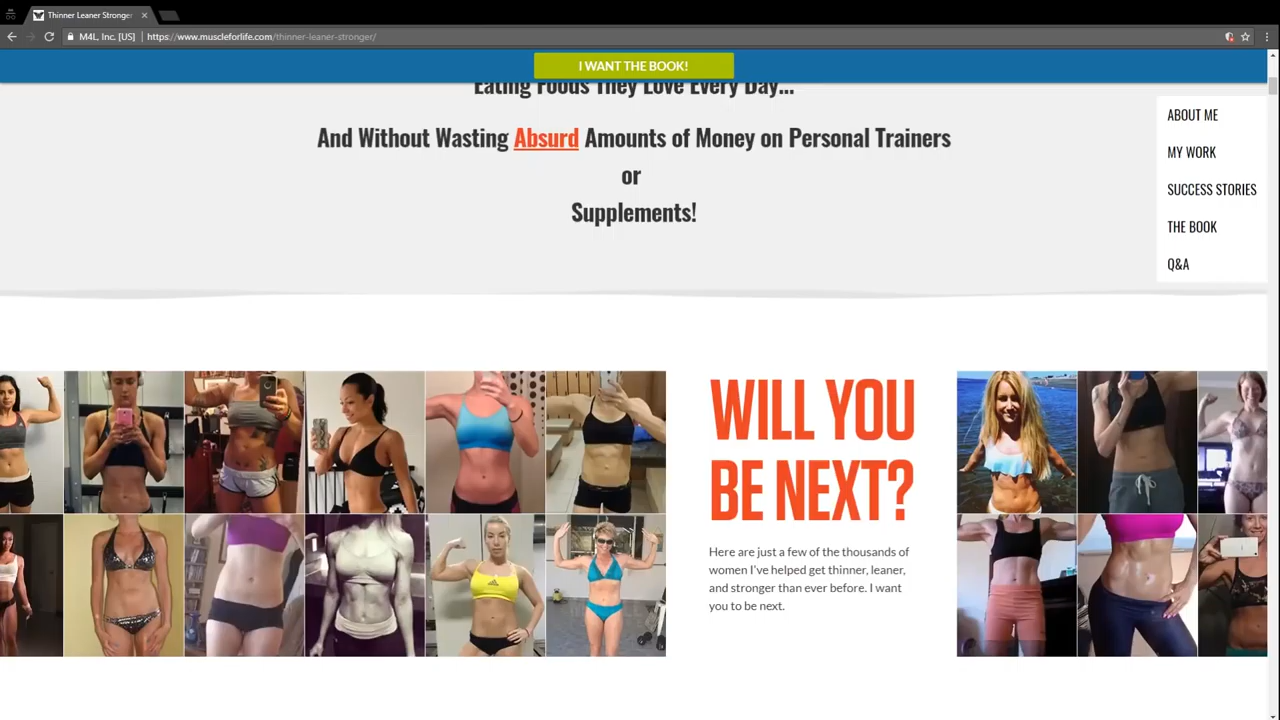 Thinner Leaner Stronger
M4L, Inc. [US] | https://www.muscleforlife.com/thinner-leaner-stronger/
I WANT THE BOOK!
Eating Foods They Love Every Day...
And Without Wasting Absurd Amounts of Money on Personal Trainers
or
Supplements!
ABOUT ME
MY WORK
SUCCESS STORIES
THE BOOK
Q&A
WILL YOU
BE NEXT?
Here are just a few of the thousands of
women I've helped get thinner, leaner,
and stronger than ever before. I want
you to be next.